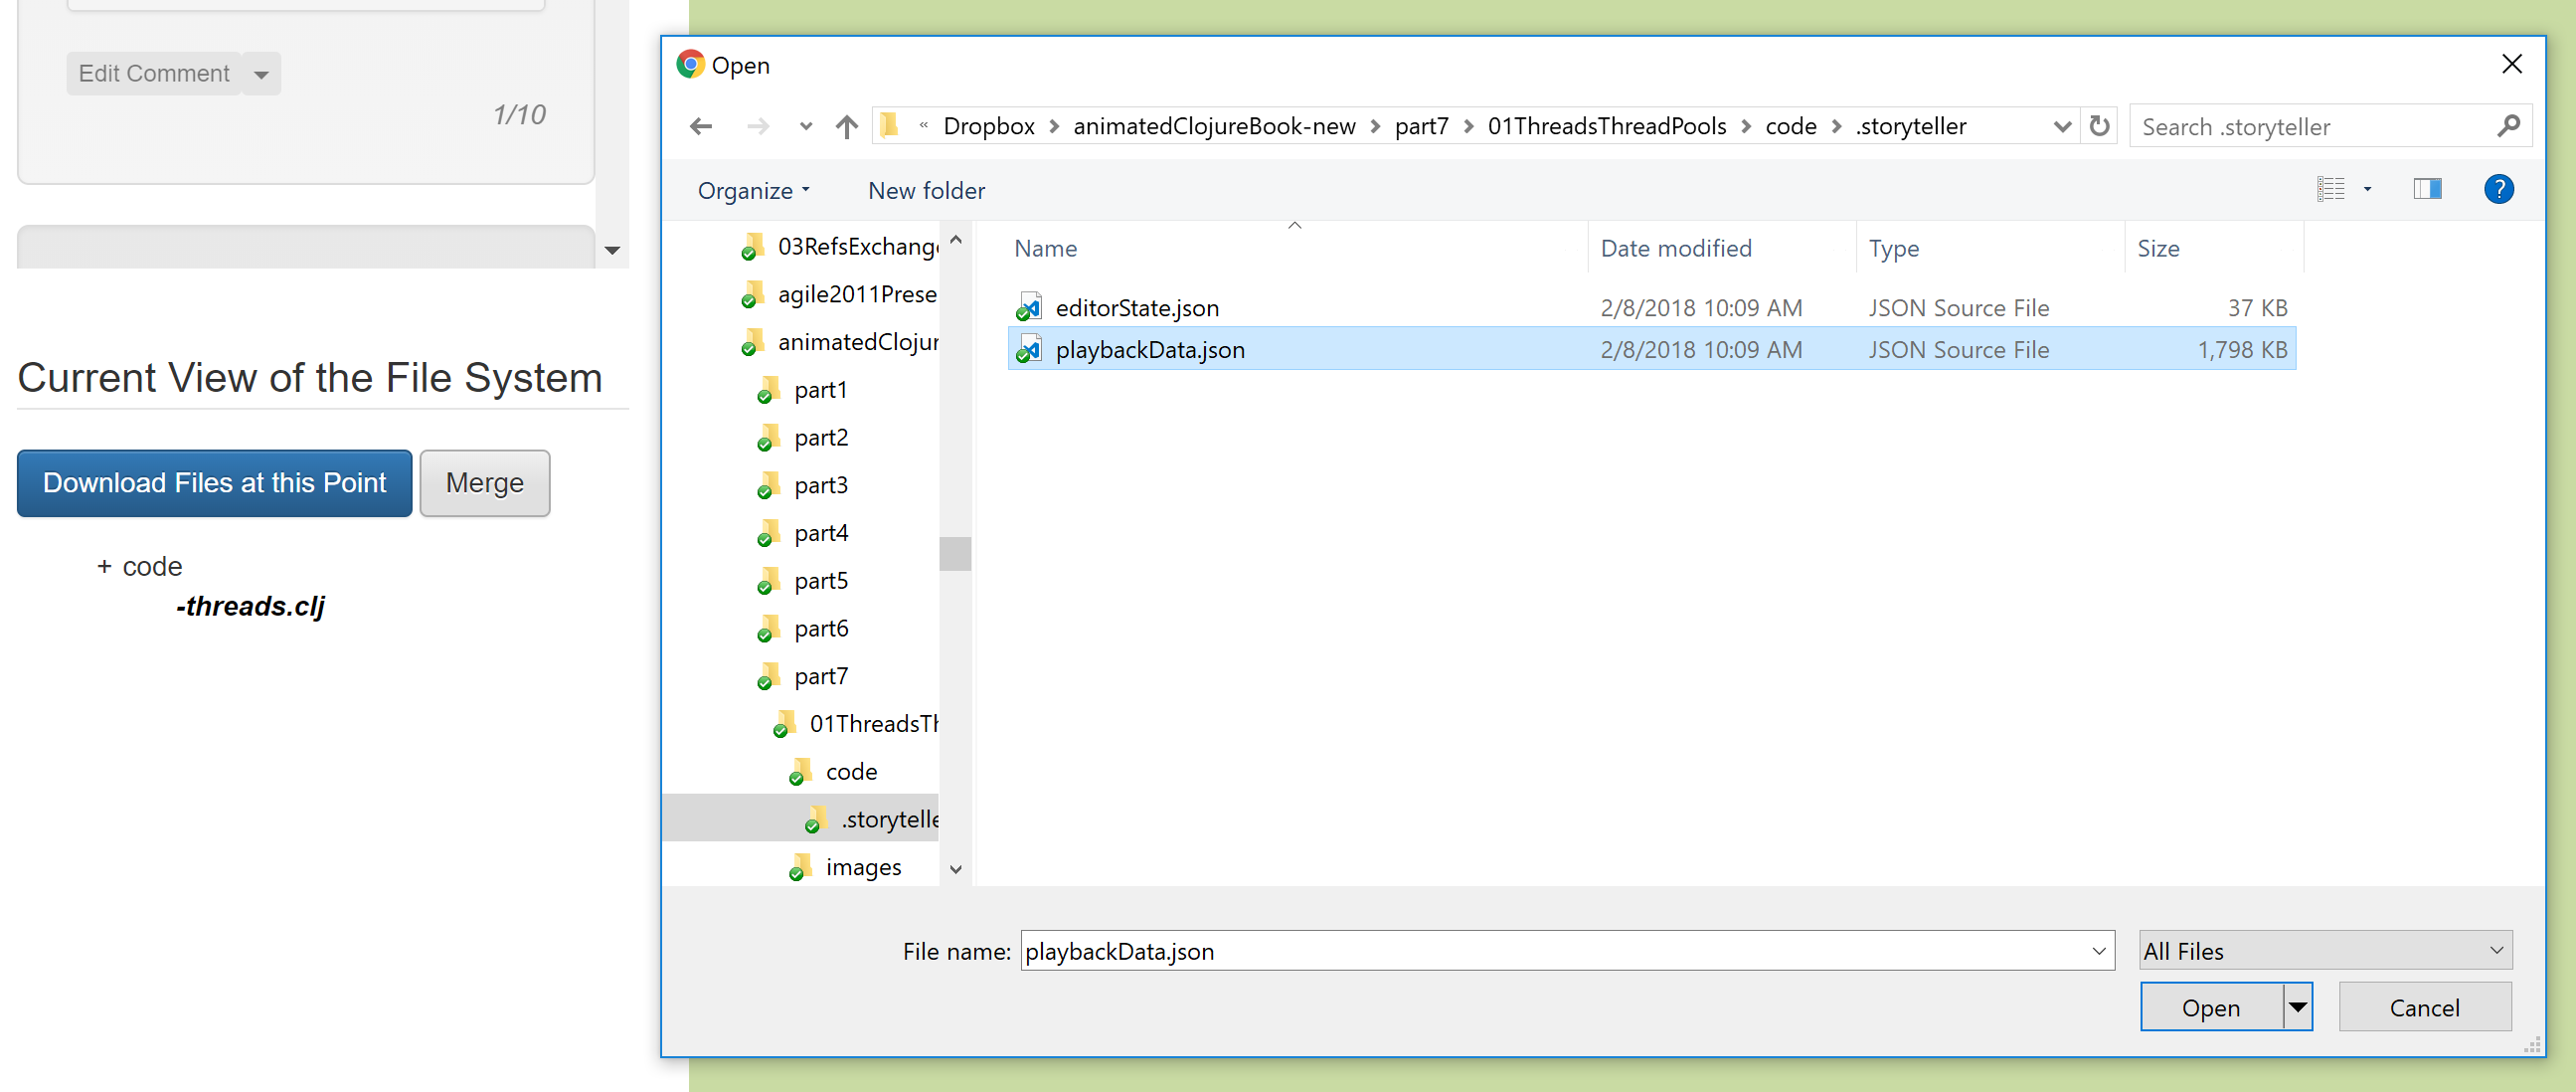 Edit Comment
1/10
Current View of the File System
Download Files at this Point Merge
+ code
-threads.clj
Open
« Dropbox > animatedClojureBook-new > part7 > 01ThreadsThreadPools > code > .storyteller
Search .storyteller
Organize New folder
?
03RefsExchang
agile2011Prese
animatedClojur
part1
part2
part3
part4
part5
part6
part7
01ThreadsTh
code
.storytelle
images
Name Date modified Type Size
editorState.json 2/8/2018 10:09 AM JSON Source File 37 KB
playbackData.json 2/8/2018 10:09 AM JSON Source File 1,798 KB
File name: playbackData.json All Files
Open Cancel